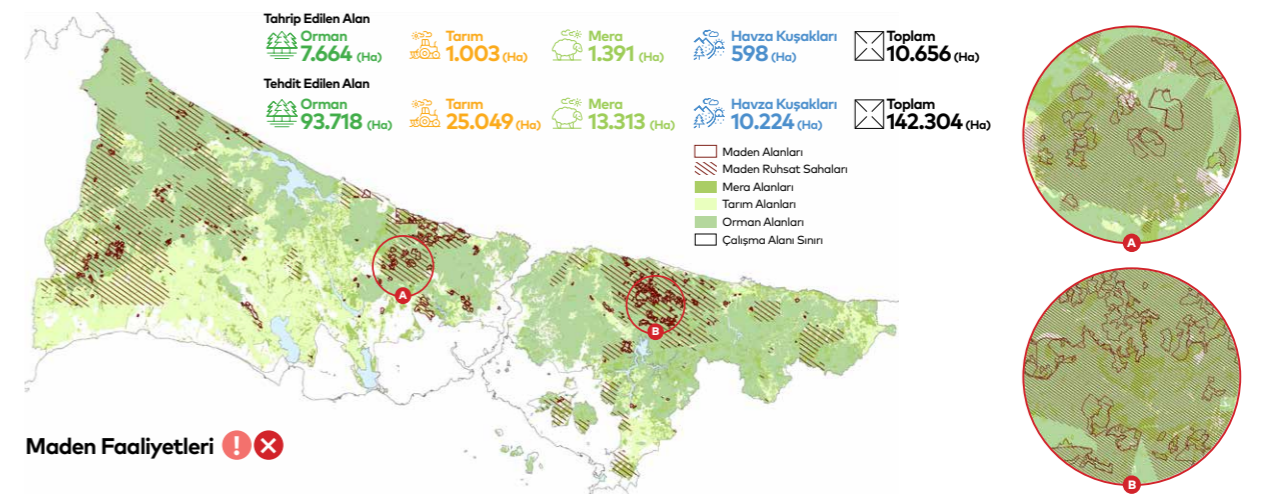 Tahrip Edilen Alan
Orman
7.664 (Ha)
Tarım
1.003 (Ha)
Mera
1.391 (Ha)
Havza Kuşakları
598 (Ha)
Toplam
10.656 (Ha)
Tehdit Edilen Alan
Orman
93.718 (Ha)
Tarım
25.049 (Ha)
Mera
13.313 (Ha)
Havza Kuşakları
10.224 (Ha)
Toplam
142.304 (Ha)
Maden Alanları
Maden Ruhsat Sahaları
Mera Alanları
Tarım Alanları
Orman Alanları
Çalışma Alanı Sınırı
A
B
Maden Faaliyetleri
A
B